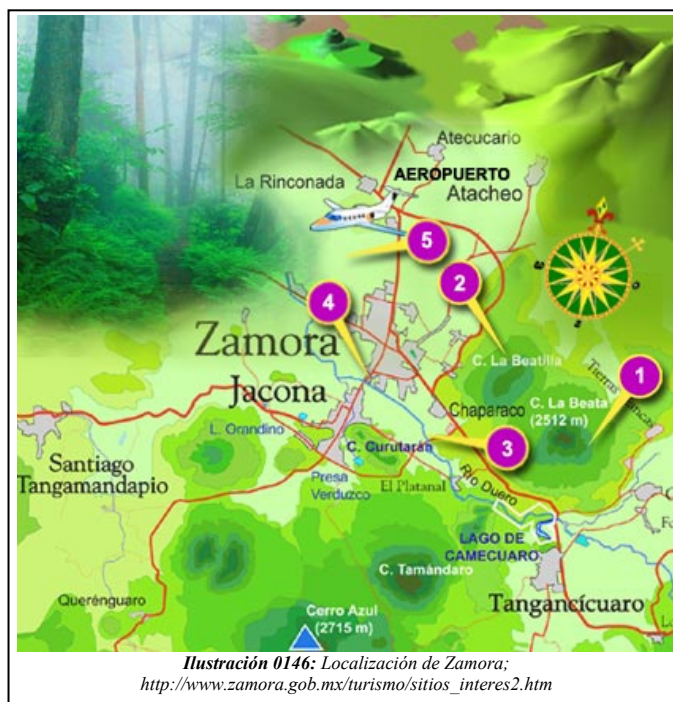 Atecucario
AEROPUERTO
La Rinconada
Atacheo
5
2
4
Zamora
C. La Beatilla
1
Jacona
Chaparaco
C. La Beata
(2512 m)
L. Orandino
C. Curutarán
3
Santiago
Tangamandapio
Presa
Verduzco
El Platanal
Río Duero
LAGO DE
CAMECUARO
C. Tamándaro
Tangancícuaro
Querénguaro
Cerro Azul
(2715 m)
Ilustración 0146: Localización de Zamora;
http://www.zamora.gob.mx/turismo/sitios_interes2.htm